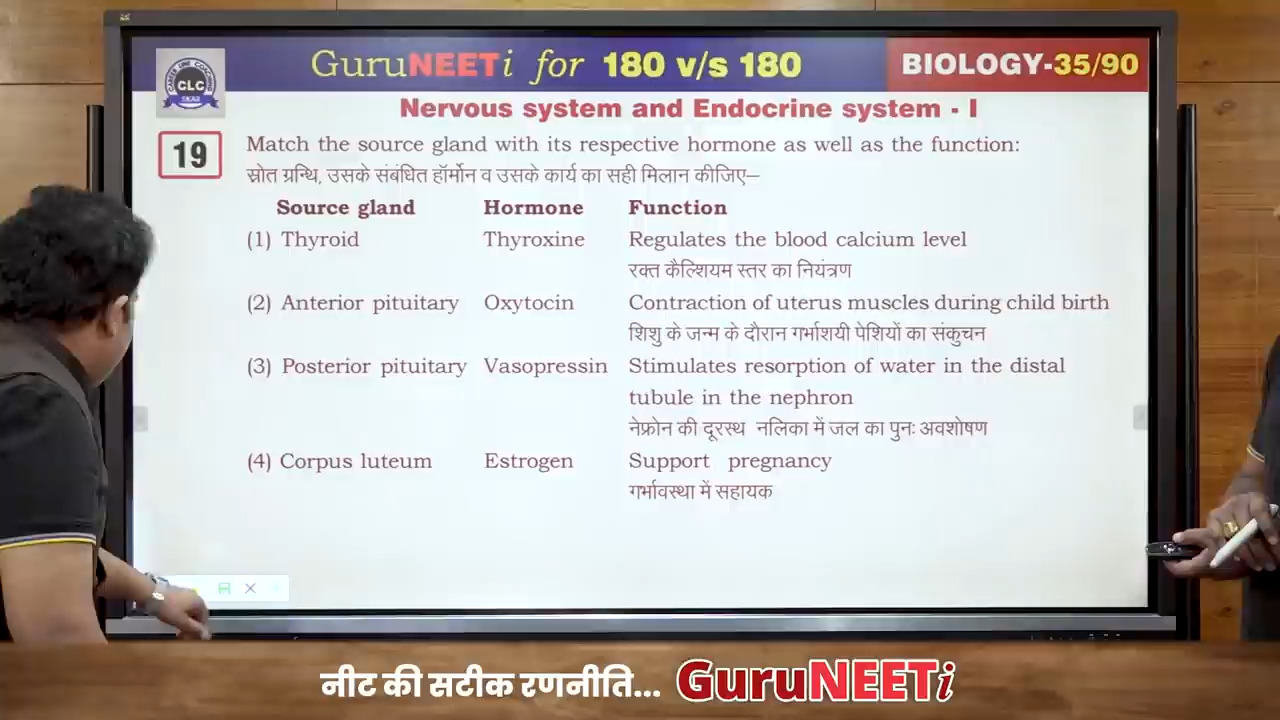 CLC
GuruNEETi for 180 v/s 180
BIOLOGY-35/90
Nervous system and Endocrine system - I
19
Match the source gland with its respective hormone as well as the function:
स्रोत ग्रन्थि, उसके संबंधित हॉर्मोन व उसके कार्य का सही मिलान कीजिए–
Source gland Hormone Function
(1) Thyroid Thyroxine Regulates the blood calcium level
रक्त कैल्शियम स्तर का नियंत्रण
(2) Anterior pituitary Oxytocin Contraction of uterus muscles during child birth
शिशु के जन्म के दौरान गर्भाशयी पेशियों का संकुचन
(3) Posterior pituitary Vasopressin Stimulates resorption of water in the distal
tubule in the nephron
नेफ्रोन की दूरस्थ नलिका में जल का पुनः अवशोषण
(4) Corpus luteum Estrogen Support pregnancy
गर्भावस्था में सहायक
नीट की सटीक रणनीति... GuruNEETi